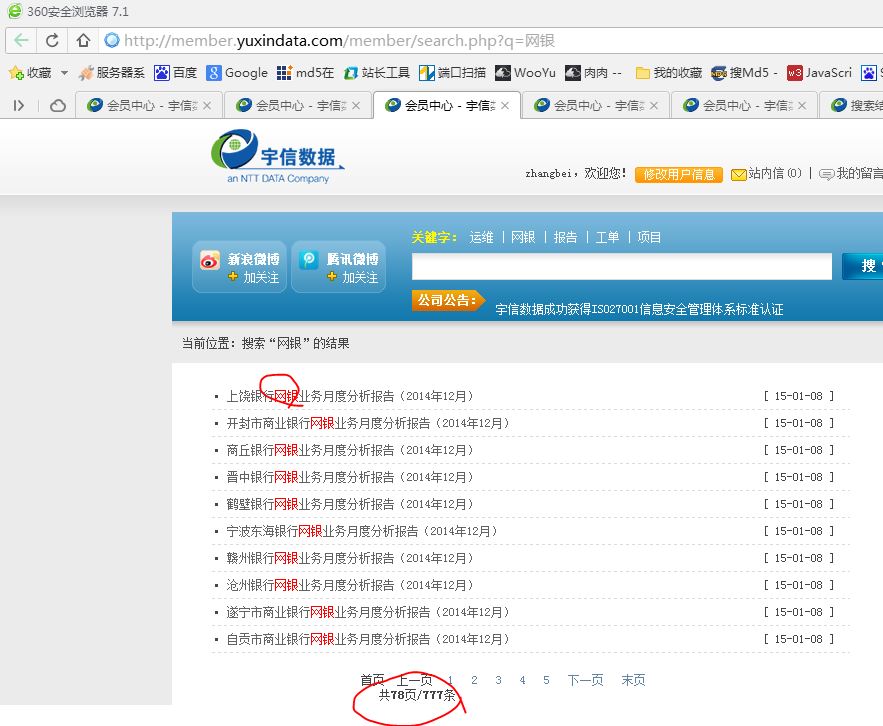 360安全浏览器 7.1
http://member.yuxindata.com/member/search.php?q=网银
收藏 服务器系 百度 Google md5在 站长工具 端口扫描 WooYu 肉肉 -- 我的收藏 搜Md5 - JavaScri
会员中心 - 宇信 会员中心 - 宇信 会员中心 - 宇信 会员中心 - 宇信 会员中心 - 宇信 搜索
宇信数据
an NTT DATA Company
zhangbei，欢迎您！ 修改用户信息 站内信(0) | 我的留言
关键字： 运维 | 网银 | 报告 | 工单 | 项目
新浪微博 腾讯微博
加关注 加关注
搜
公司公告： 宇信数据成功获得ISO27001信息安全管理体系标准认证
当前位置：搜索“网银”的结果
上饶银行网银业务月度分析报告（2014年12月） [ 15-01-08 ]
开封市商业银行网银业务月度分析报告（2014年12月） [ 15-01-08 ]
商丘银行网银业务月度分析报告（2014年12月） [ 15-01-08 ]
晋中银行网银业务月度分析报告（2014年12月） [ 15-01-08 ]
鹤壁银行网银业务月度分析报告（2014年12月） [ 15-01-08 ]
宁波东海银行网银业务月度分析报告（2014年12月） [ 15-01-08 ]
赣州银行网银业务月度分析报告（2014年12月） [ 15-01-08 ]
沧州银行网银业务月度分析报告（2014年12月） [ 15-01-08 ]
遂宁市商业银行网银业务月度分析报告（2014年12月） [ 15-01-08 ]
自贡市商业银行网银业务月度分析报告（2014年12月） [ 15-01-08 ]
首页 上一页 1 2 3 4 5 下一页 末页
共78页/777条